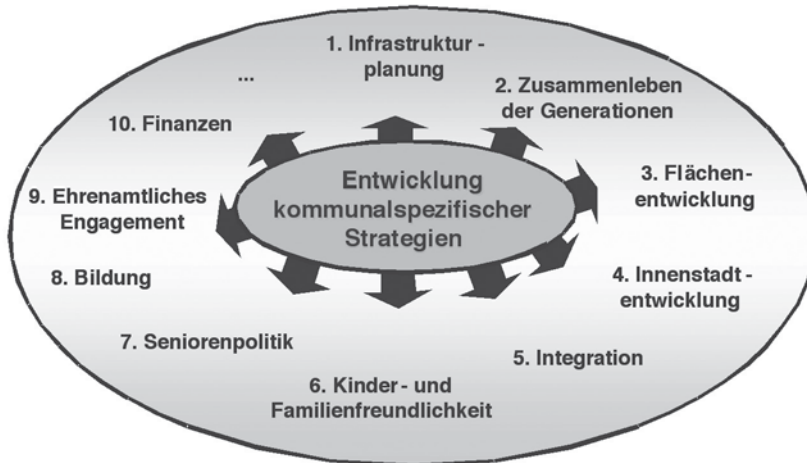 1. Infrastruktur -
planung
2. Zusammenleben
der Generationen
3. Flächen-
entwicklung
4. Innenstadt -
entwicklung
5. Integration
6. Kinder - und
Familienfreundlichkeit
7. Seniorenpolitik
8. Bildung
9. Ehrenamtliches
Engagement
10. Finanzen
...
Entwicklung
kommunalspezifischer
Strategien